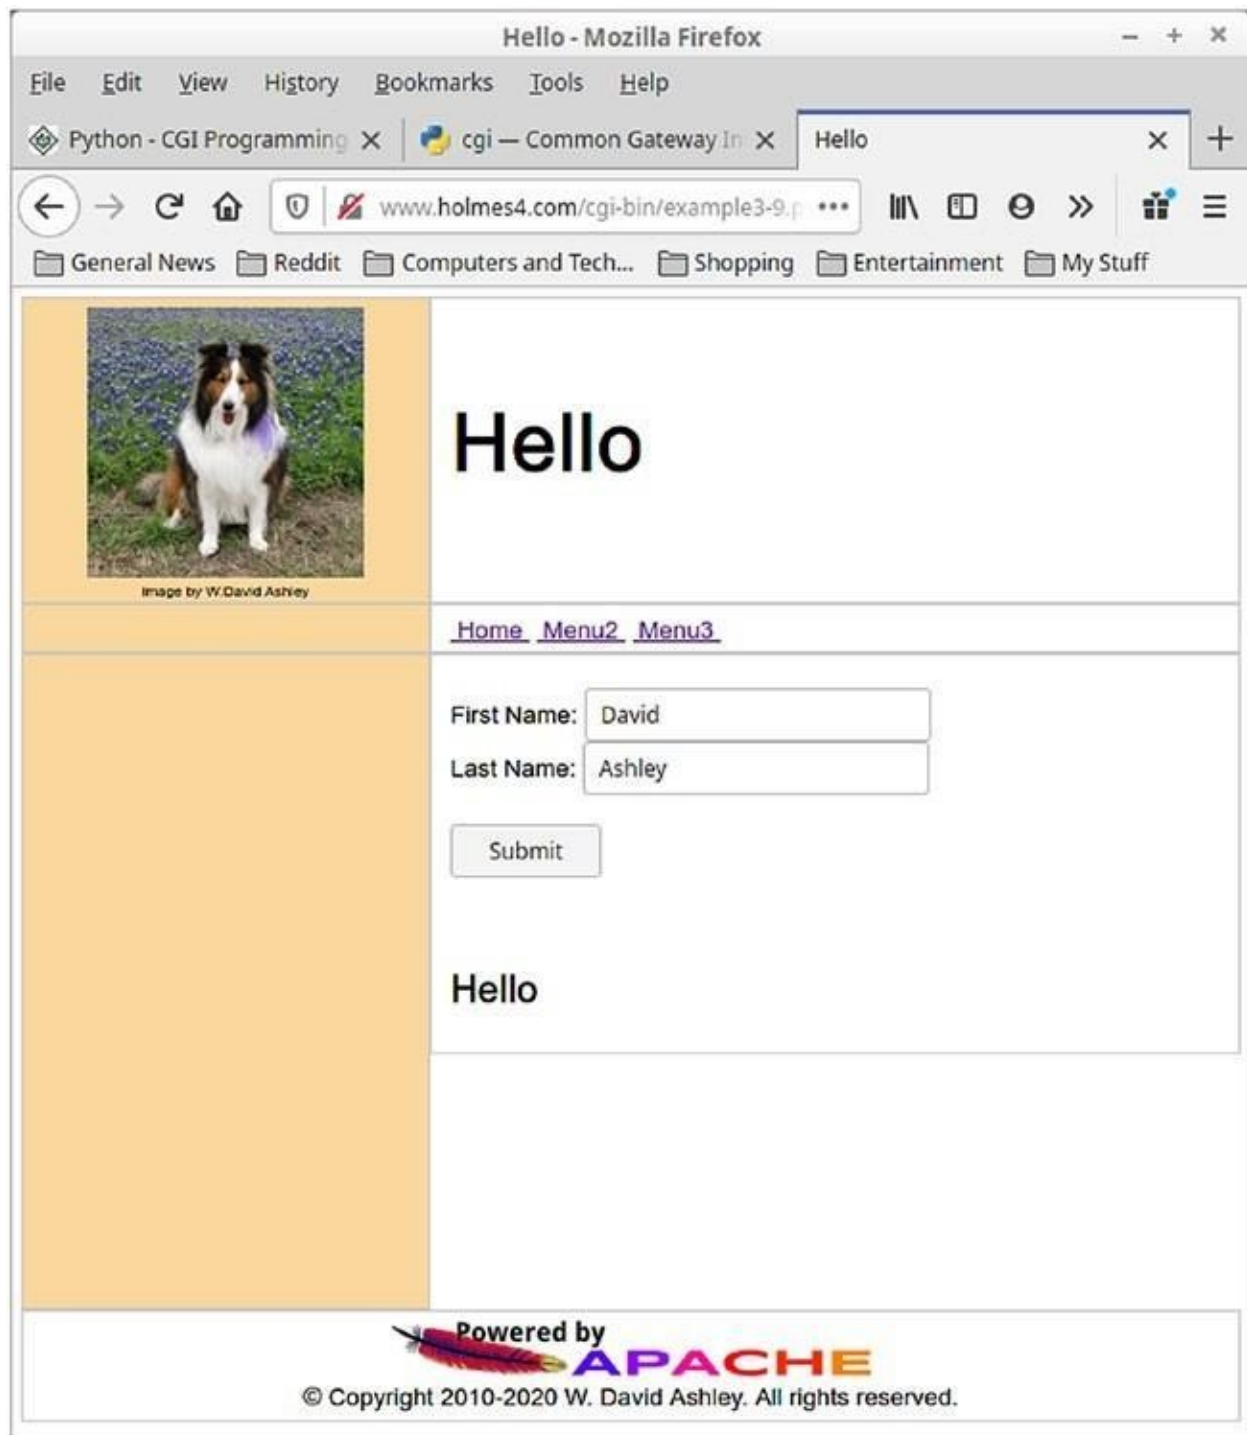 Hello - Mozilla Firefox
File Edit View History Bookmarks Tools Help
Python - CGI Programming cgi — Common Gateway In Hello
www.holmes4.com/cgi-bin/example3-9.p
General News Reddit Computers and Tech... Shopping Entertainment My Stuff
Hello
Image by W.David Ashley
Home Menu2 Menu3
First Name: David
Last Name: Ashley
Submit
Hello
Powered by
APACHE
© Copyright 2010-2020 W. David Ashley. All rights reserved.